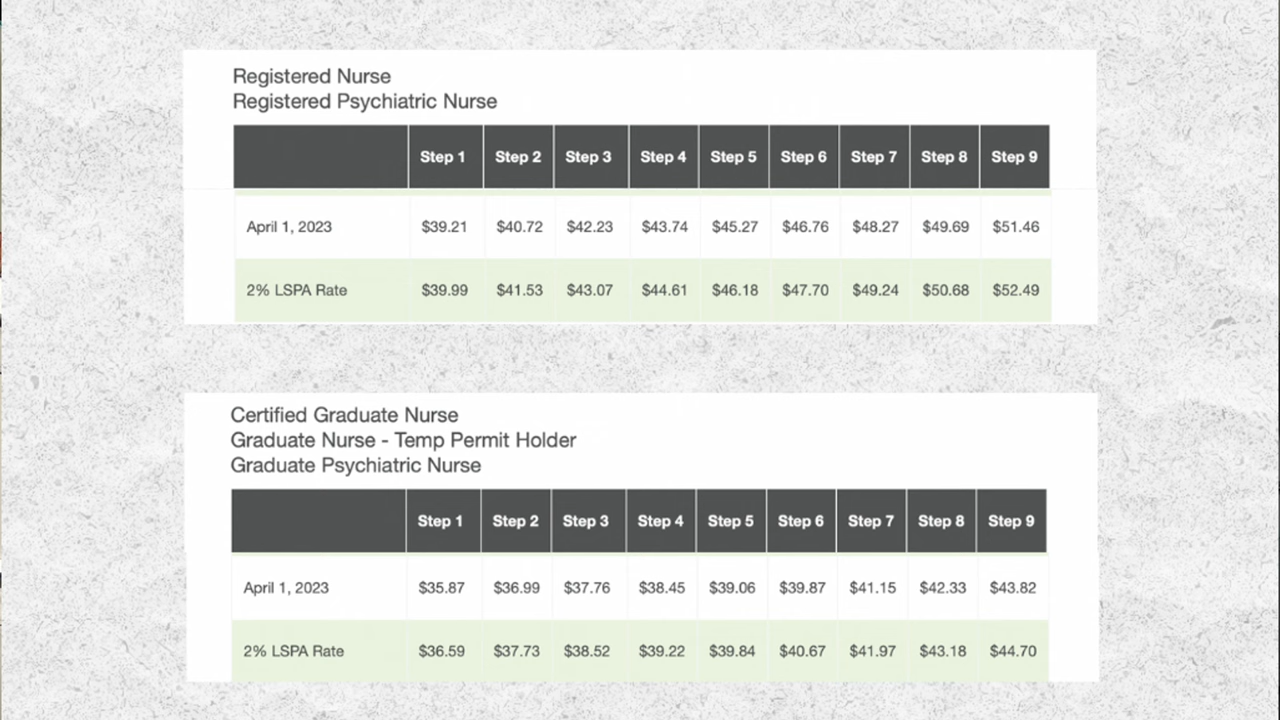 Registered Nurse
Registered Psychiatric Nurse
Step 1 Step 2 Step 3 Step 4 Step 5 Step 6 Step 7 Step 8 Step 9
April 1, 2023 $39.21 $40.72 $42.23 $43.74 $45.27 $46.76 $48.27 $49.69 $51.46
2% LSPA Rate $39.99 $41.53 $43.07 $44.61 $46.18 $47.70 $49.24 $50.68 $52.49
Certified Graduate Nurse
Graduate Nurse - Temp Permit Holder
Graduate Psychiatric Nurse
Step 1 Step 2 Step 3 Step 4 Step 5 Step 6 Step 7 Step 8 Step 9
April 1, 2023 $35.87 $36.99 $37.76 $38.45 $39.06 $39.87 $41.15 $42.33 $43.82
2% LSPA Rate $36.59 $37.73 $38.52 $39.22 $39.84 $40.67 $41.97 $43.18 $44.70